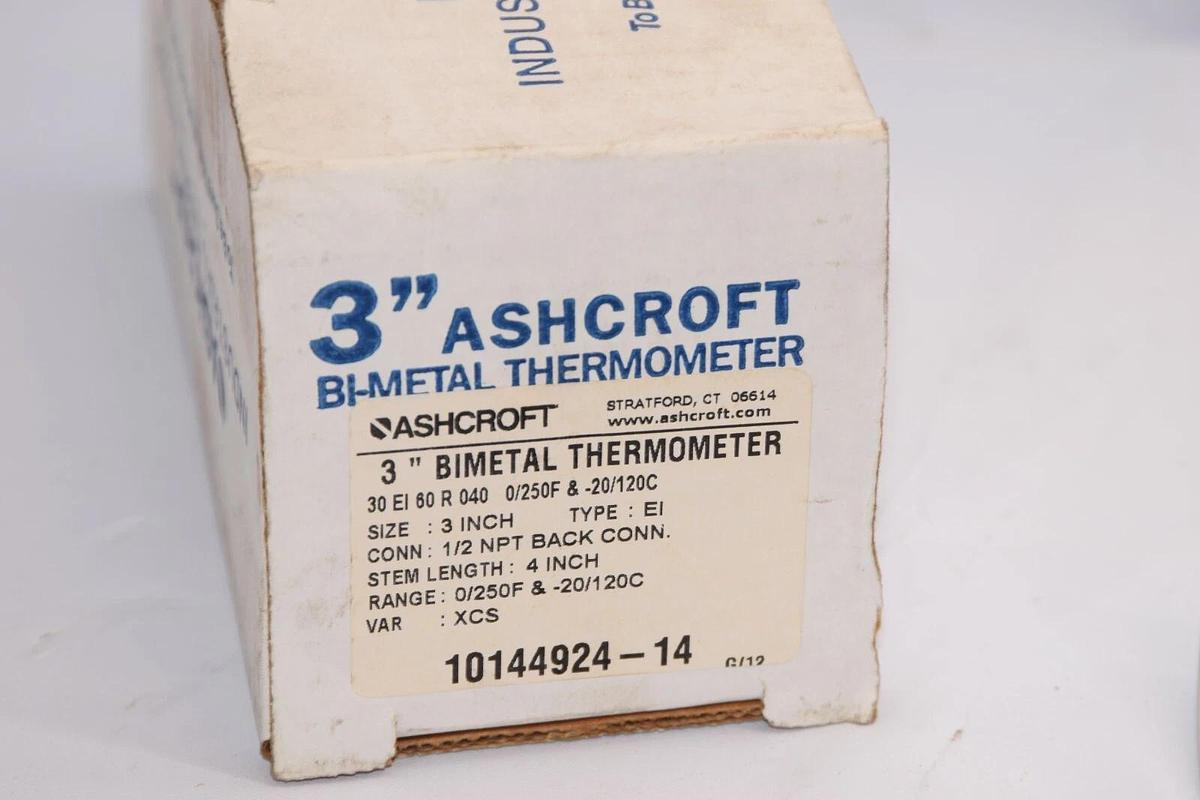 INDUS
To B
3” ASHCROFT
BI-METAL THERMOMETER
ASHCROFT
STRATFORD, CT 06614
www.ashcroft.com
3 " BIMETAL THERMOMETER
30 EI 60 R 040 0/250F & -20/120C
SIZE : 3 INCH TYPE : EI
CONN : 1/2 NPT BACK CONN.
STEM LENGTH : 4 INCH
RANGE : 0/250F & -20/120C
VAR : XCS
10144924-14
G/12